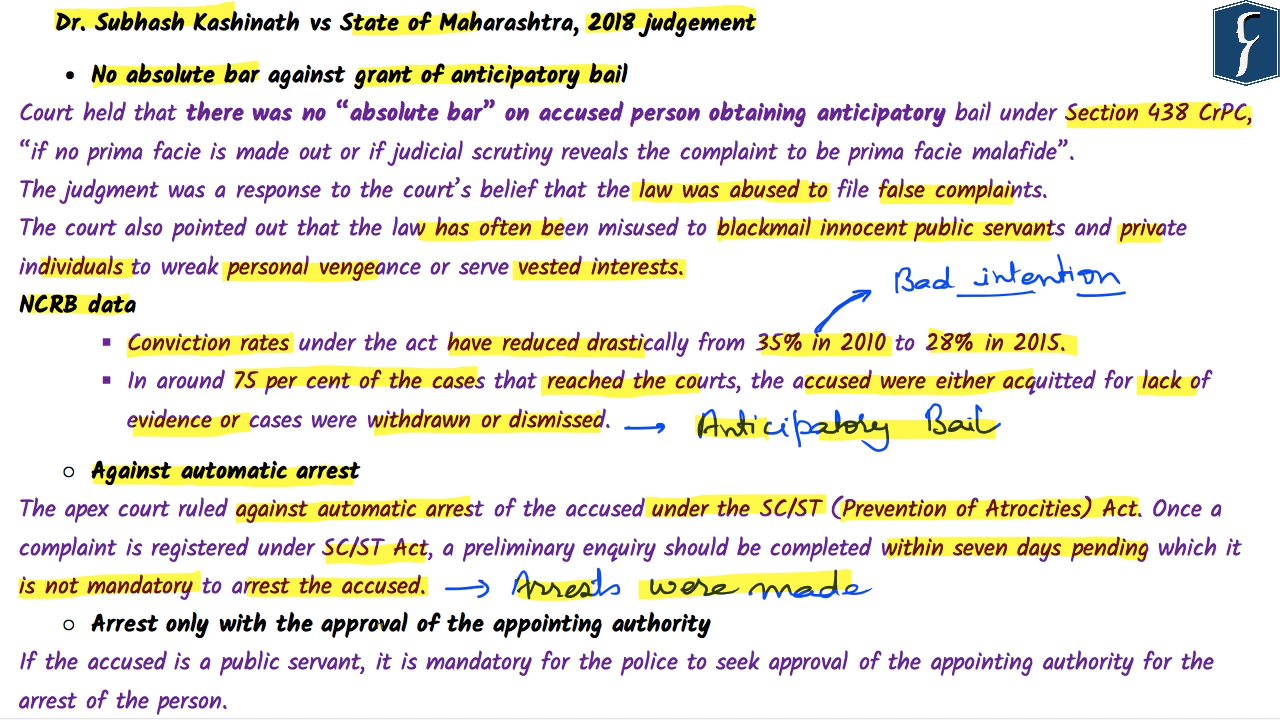 Dr. Subhash Kashinath vs State of Maharashtra, 2018 judgement
• No absolute bar against grant of anticipatory bail
Court held that there was no “absolute bar” on accused person obtaining anticipatory bail under Section 438 CrPC,
“if no prima facie is made out or if judicial scrutiny reveals the complaint to be prima facie malafide”.
The judgment was a response to the court’s belief that the law was abused to file false complaints.
The court also pointed out that the law has often been misused to blackmail innocent public servants and private
individuals to wreak personal vengeance or serve vested interests.
Bad intention
NCRB data
▪ Conviction rates under the act have reduced drastically from 35% in 2010 to 28% in 2015.
▪ In around 75 per cent of the cases that reached the courts, the accused were either acquitted for lack of
evidence or cases were withdrawn or dismissed. → Anticipatory Bail
○ Against automatic arrest
The apex court ruled against automatic arrest of the accused under the SC/ST (Prevention of Atrocities) Act. Once a
complaint is registered under SC/ST Act, a preliminary enquiry should be completed within seven days pending which it
is not mandatory to arrest the accused. → Arrests were made
○ Arrest only with the approval of the appointing authority
If the accused is a public servant, it is mandatory for the police to seek approval of the appointing authority for the
arrest of the person.